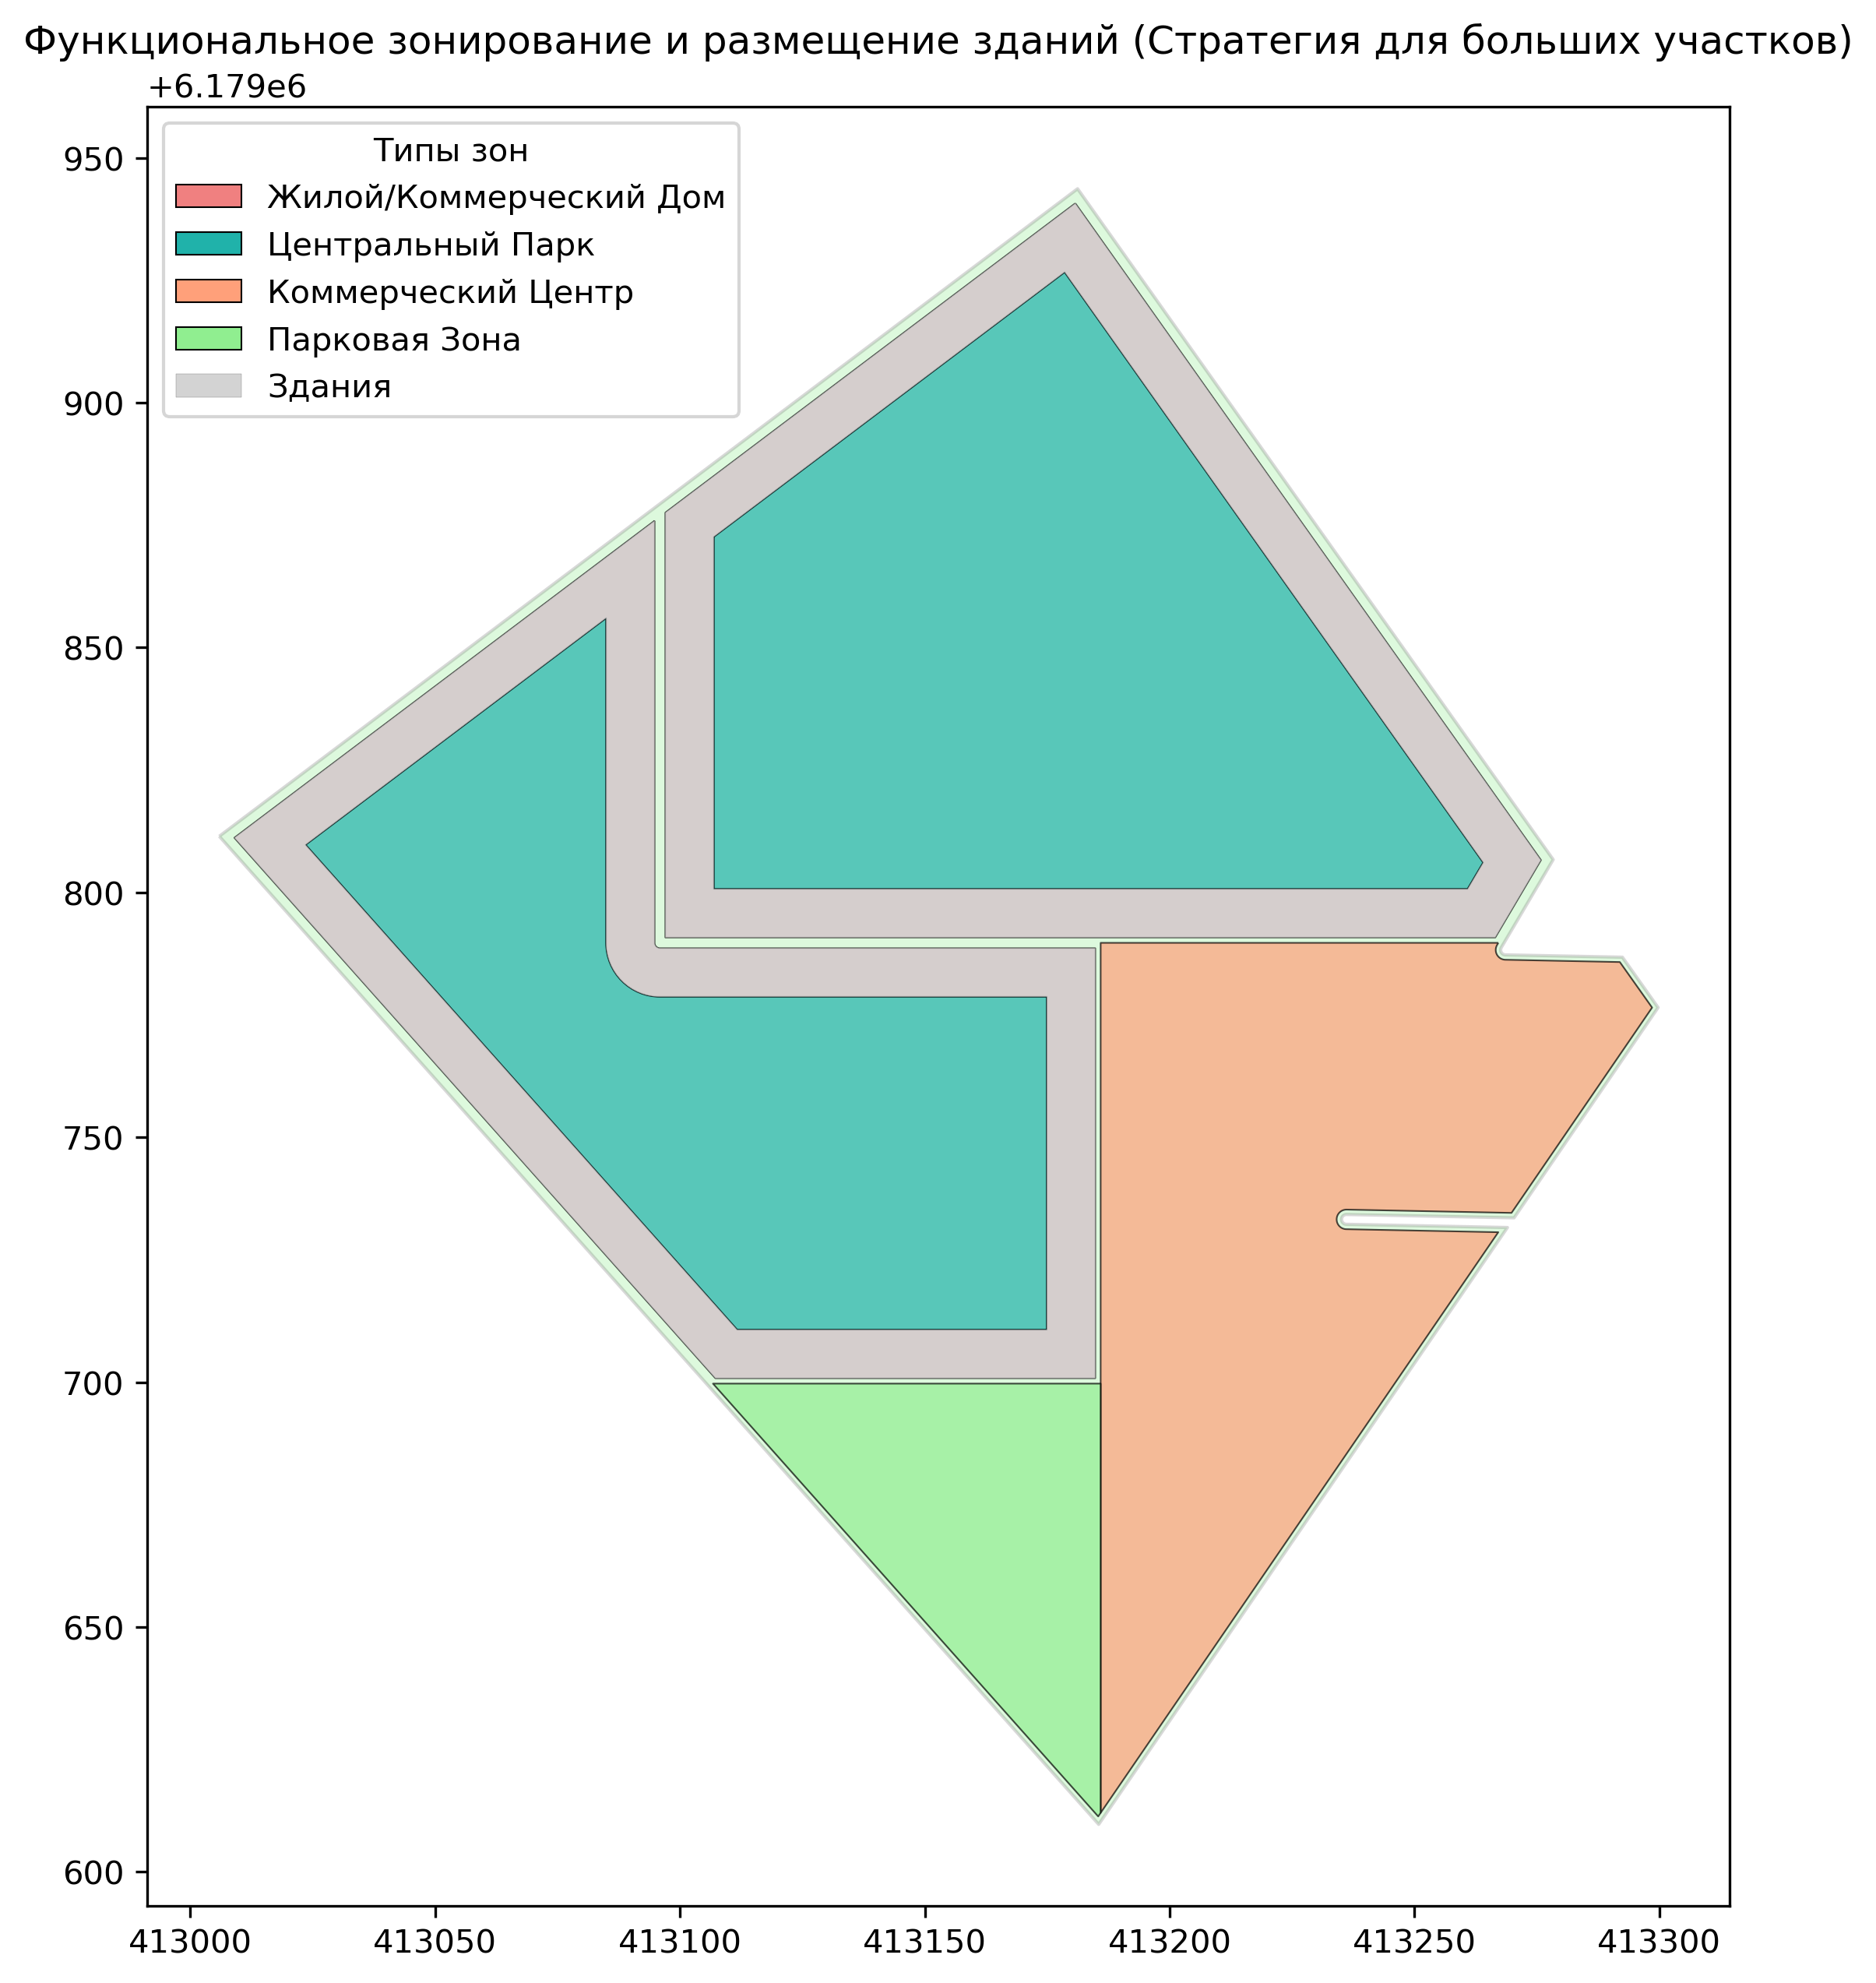 Функциональное зонирование и размещение зданий (Стратегия для больших участков)
+6.179e6
950
Типы зон
Жилой/Коммерческий Дом
Центральный Парк
Коммерческий Центр
Парковая Зона
Здания
900
850
800
750
700
650
600
413000 413050 413100 413150 413200 413250 413300